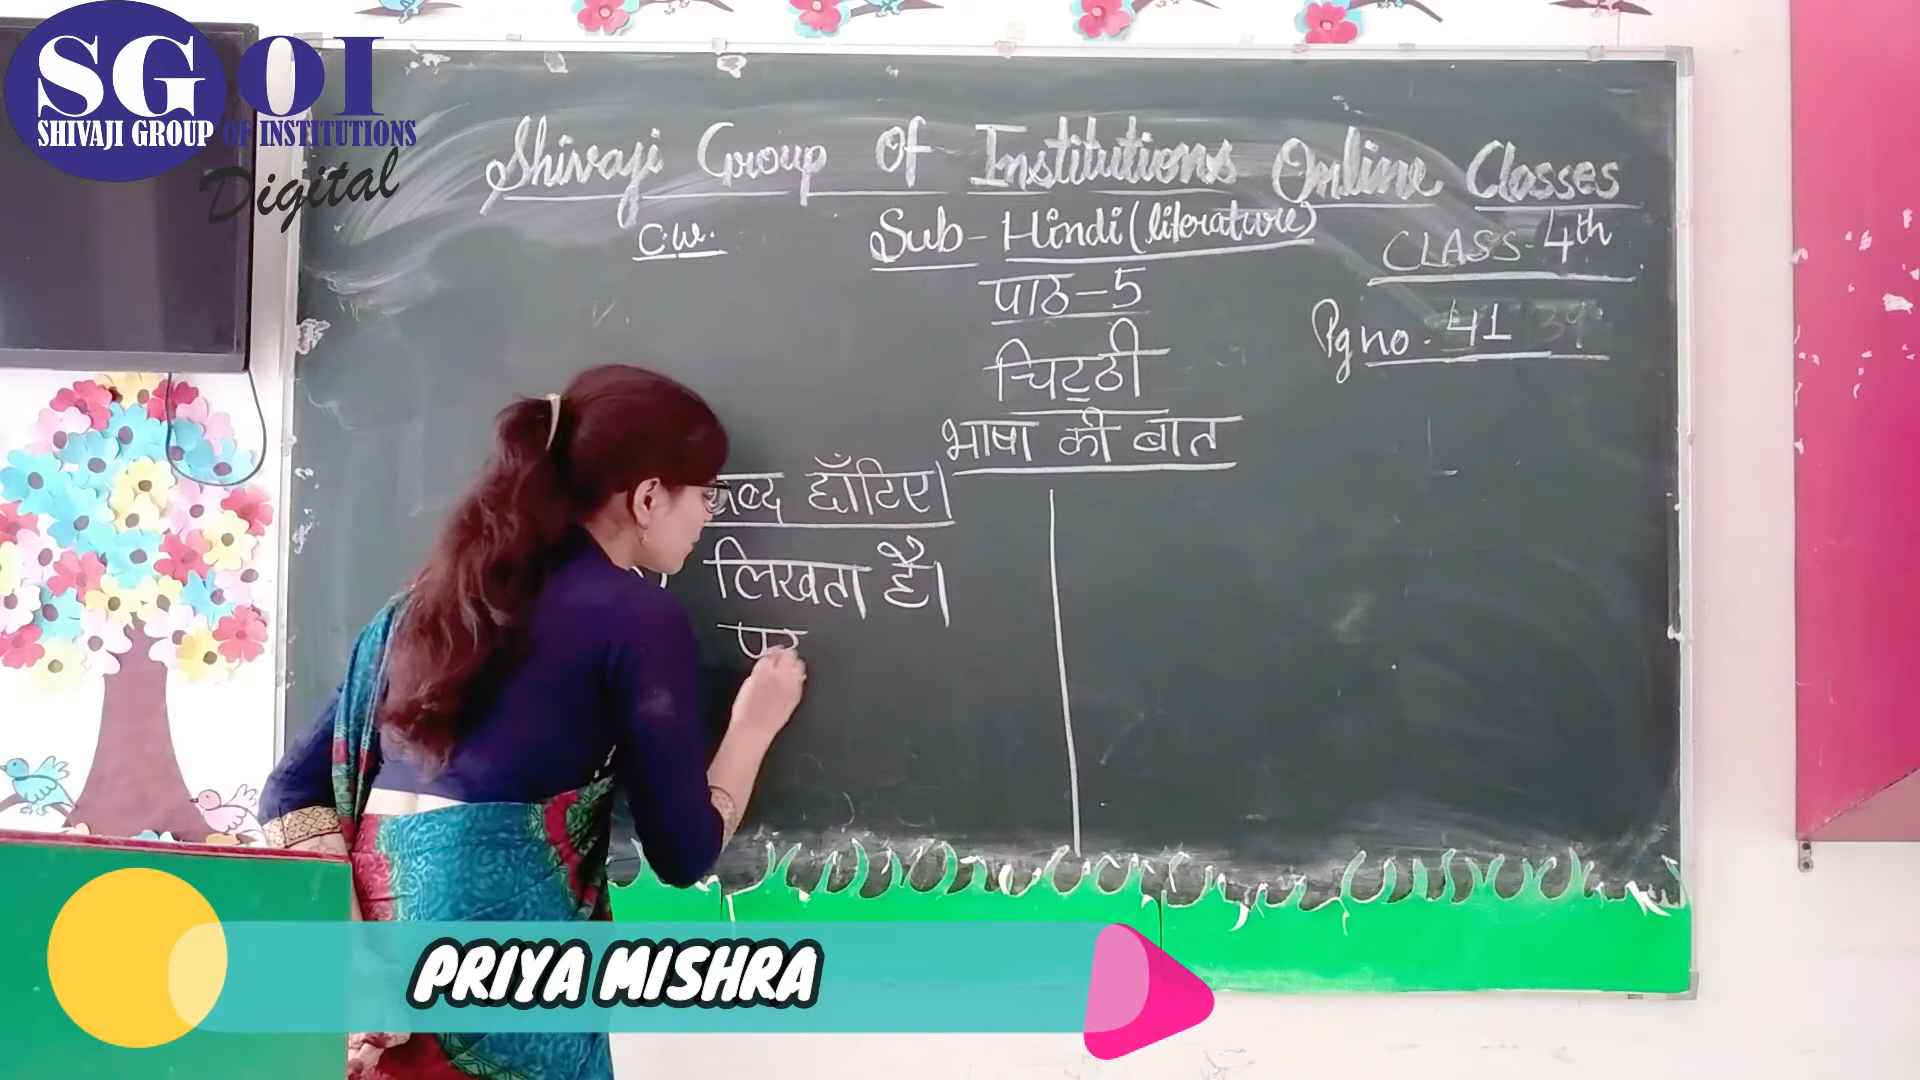 SGOI
SHIVAJI GROUP OF INSTITUTIONS
Digital
Shivaji Group Of Institutions Online Classes
C.W.
Sub - Hindi (literature)
CLASS - 4th
पाठ - 5
Pg no. 41
चिट्ठी
भाषा की बात
छाँटिए।
लिखता है।
PRIYA MISHRA